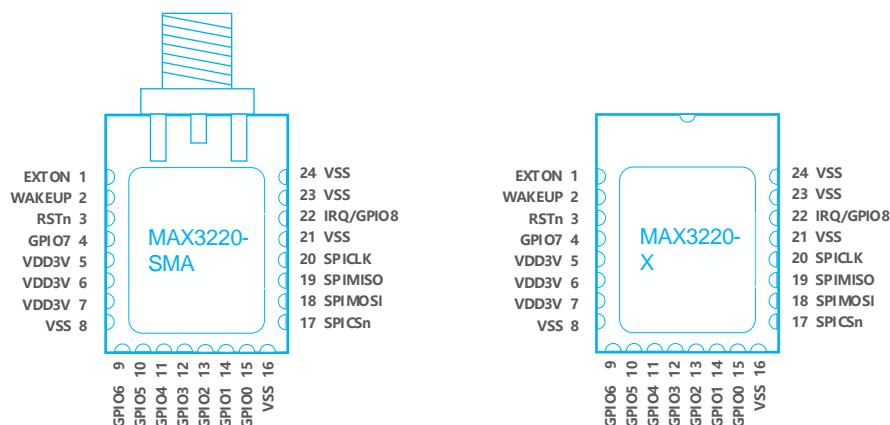 EXTON 1
WAKEUP 2
RSTn 3
GPIO7 4
VDD3V 5
VDD3V 6
VDD3V 7
VSS 8
MAX3220-
SMA
24 VSS
23 VSS
22 IRQ/GPIO8
21 VSS
20 SPICLK
19 SPIMISO
18 SPIMOSI
17 SPICSn
GPIO6 9
GPIO5 10
GPIO4 11
GPIO3 12
GPIO2 13
GPIO1 14
GPIO0 15
VSS 16
EXTON 1
WAKEUP 2
RSTn 3
GPIO7 4
VDD3V 5
VDD3V 6
VDD3V 7
VSS 8
MAX3220-
X
24 VSS
23 VSS
22 IRQ/GPIO8
21 VSS
20 SPICLK
19 SPIMISO
18 SPIMOSI
17 SPICSn
GPIO6 9
GPIO5 10
GPIO4 11
GPIO3 12
GPIO2 13
GPIO1 14
GPIO0 15
VSS 16